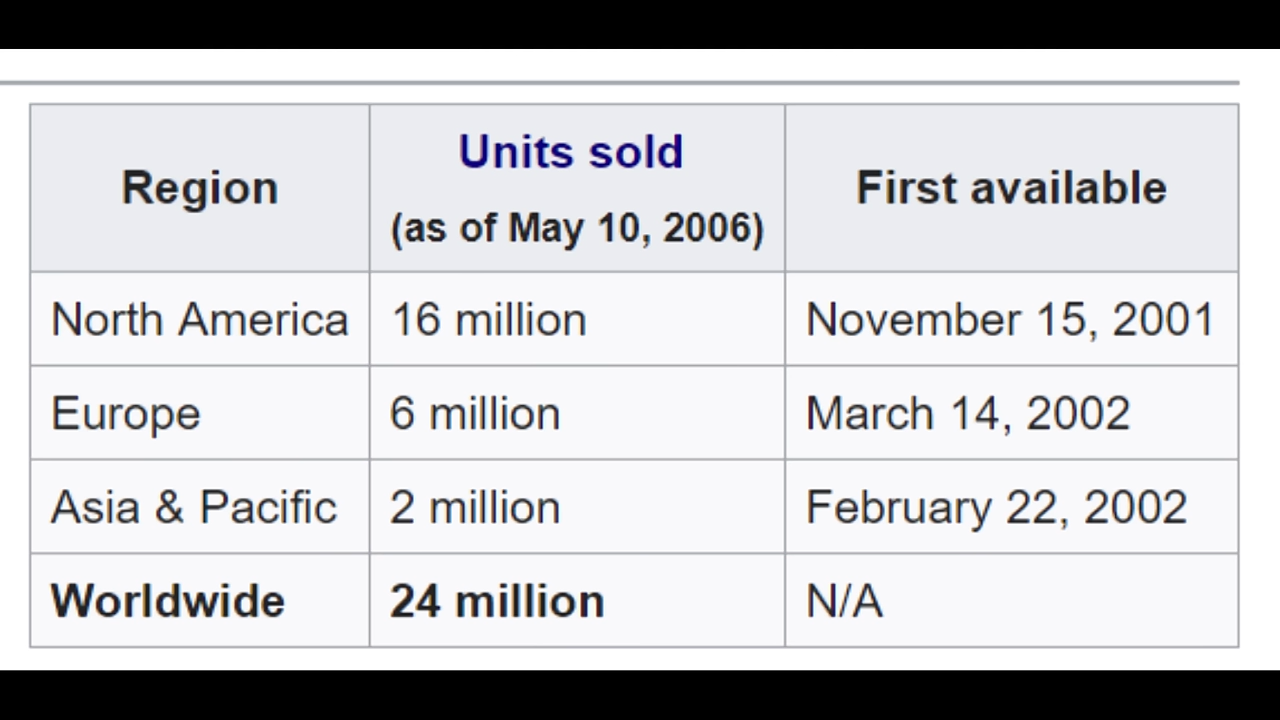 Region
Units sold
(as of May 10, 2006)
First available
North America 16 million November 15, 2001
Europe 6 million March 14, 2002
Asia & Pacific 2 million February 22, 2002
Worldwide 24 million N/A